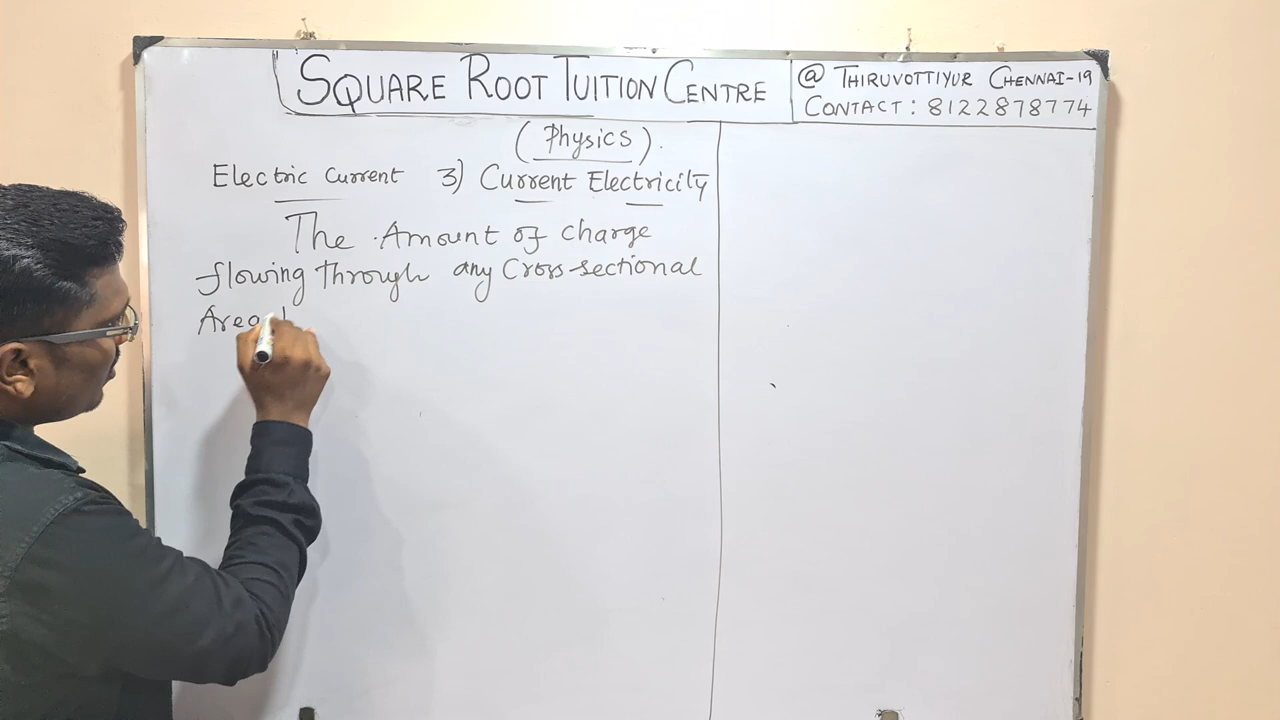 SQUARE ROOT TUITION CENTRE
@ THIRUVOTTIYUR CHENNAI-19
CONTACT : 8122878774
(Physics).
Electric Current 3) Current Electricity
The Amount of charge
flowing through any Cross-sectional
Area